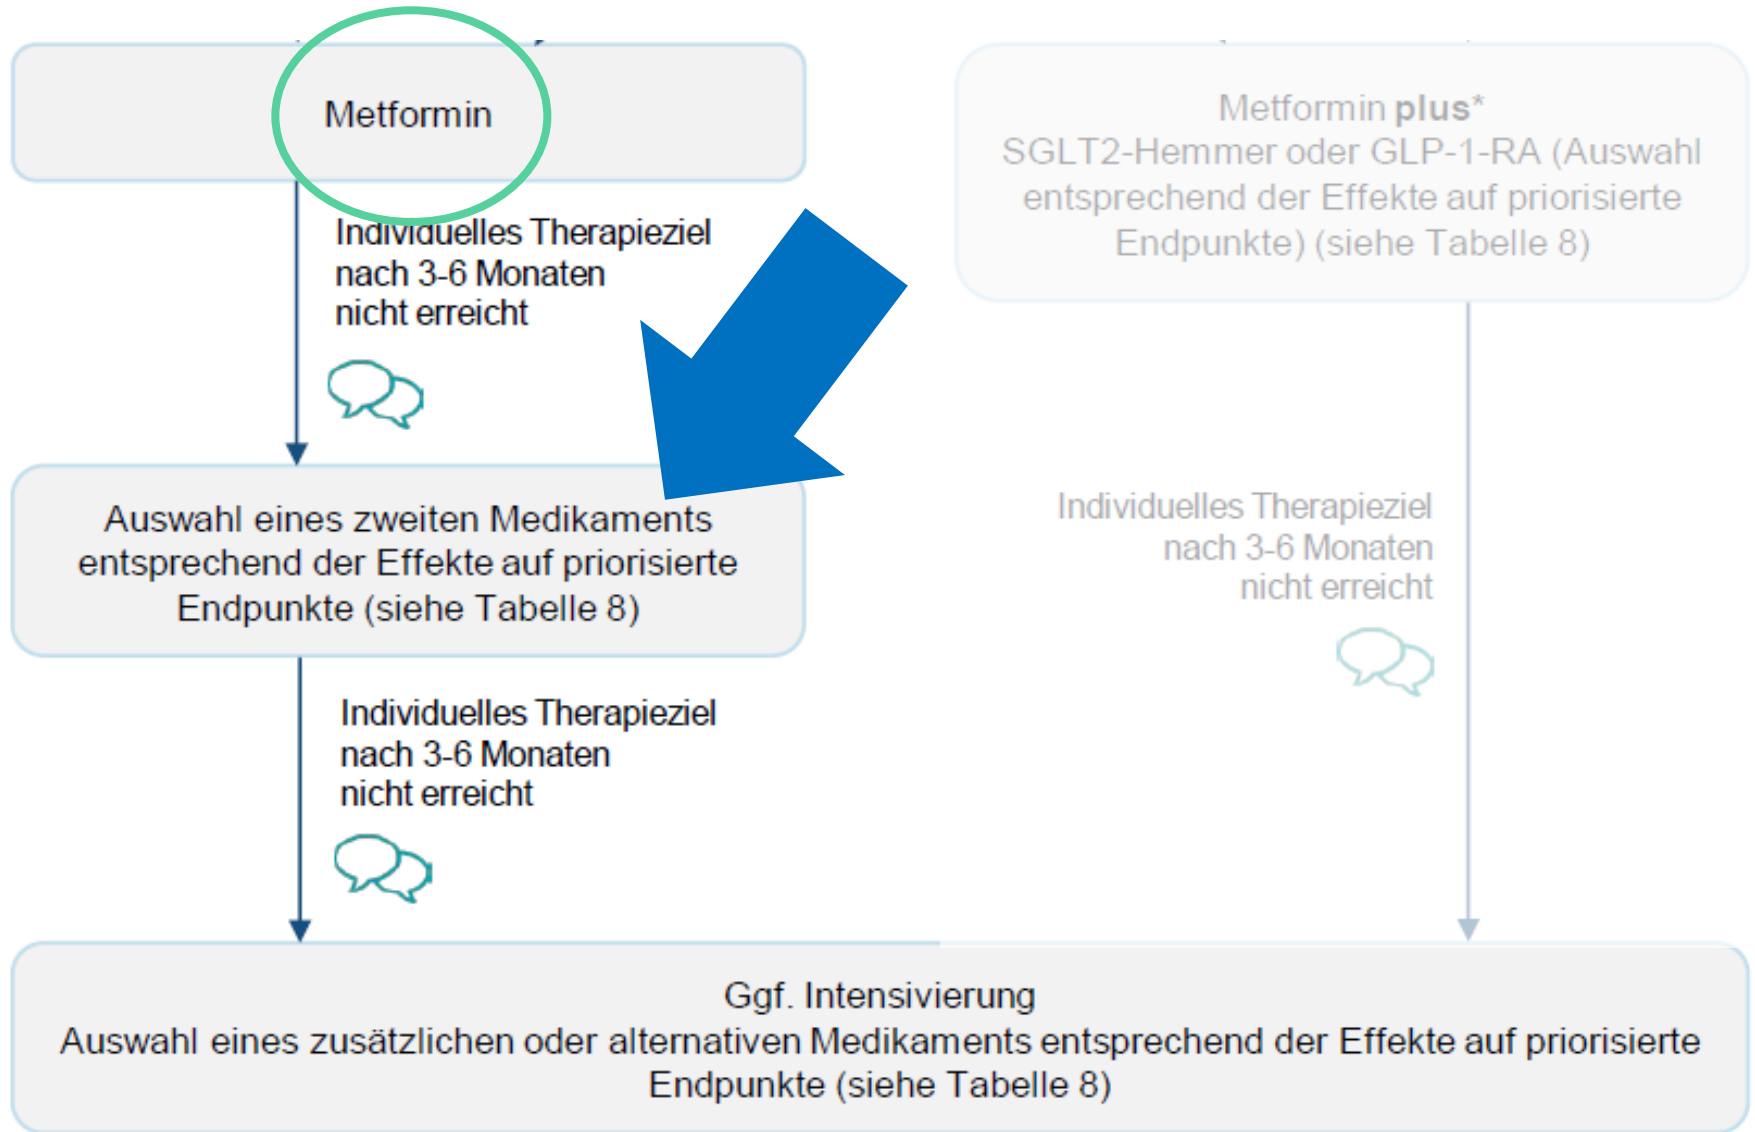 Metformin
Individuelles Therapieziel
nach 3-6 Monaten
nicht erreicht
Auswahl eines zweiten Medikaments
entsprechend der Effekte auf priorisierte
Endpunkte (siehe Tabelle 8)
Individuelles Therapieziel
nach 3-6 Monaten
nicht erreicht
Metformin plus*
SGLT2-Hemmer oder GLP-1-RA (Auswahl
entsprechend der Effekte auf priorisierte
Endpunkte) (siehe Tabelle 8)
Individuelles Therapieziel
nach 3-6 Monaten
nicht erreicht
Ggf. Intensivierung
Auswahl eines zusätzlichen oder alternativen Medikaments entsprechend der Effekte auf priorisierte
Endpunkte (siehe Tabelle 8)